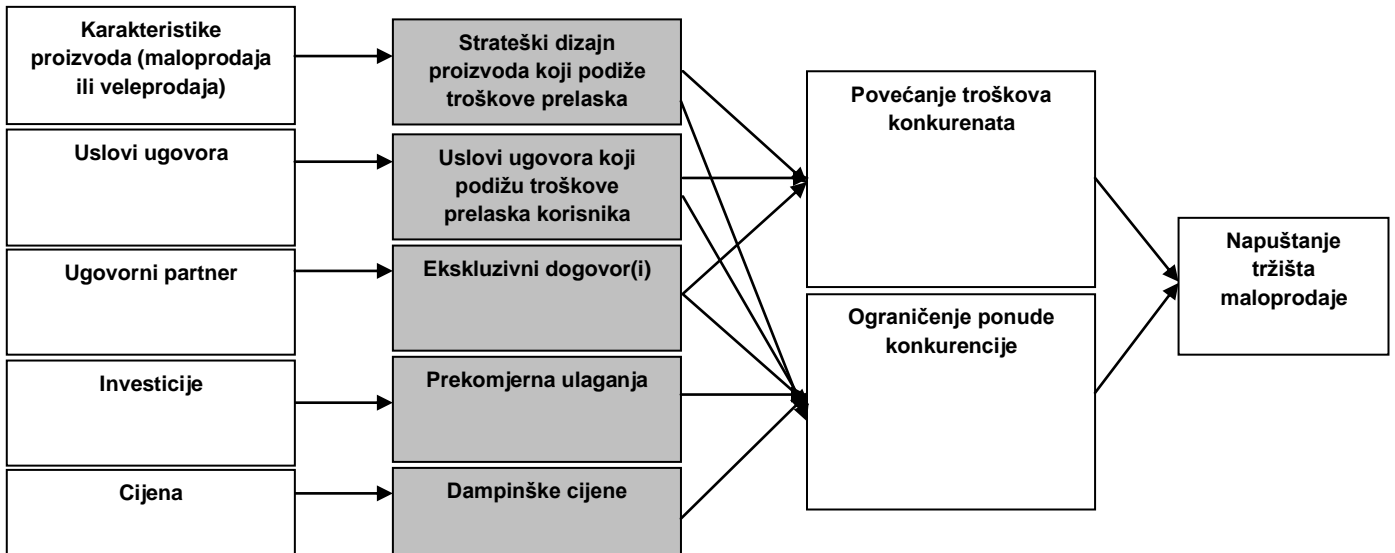 Karakteristike
proizvoda (maloprodaja
ili veleprodaja)
Strateški dizajn
proizvoda koji podiže
troškove prelaska
Povećanje troškova
konkurenata
Uslovi ugovora
Uslovi ugovora koji
podižu troškove
prelaska korisnika
Napuštanje
tržišta
maloprodaje
Ugovorni partner
Ekskluzivni dogovor(i)
Ograničenje ponude
konkurencije
Investicije
Prekomjerna ulaganja
Cijena
Dampinške cijene